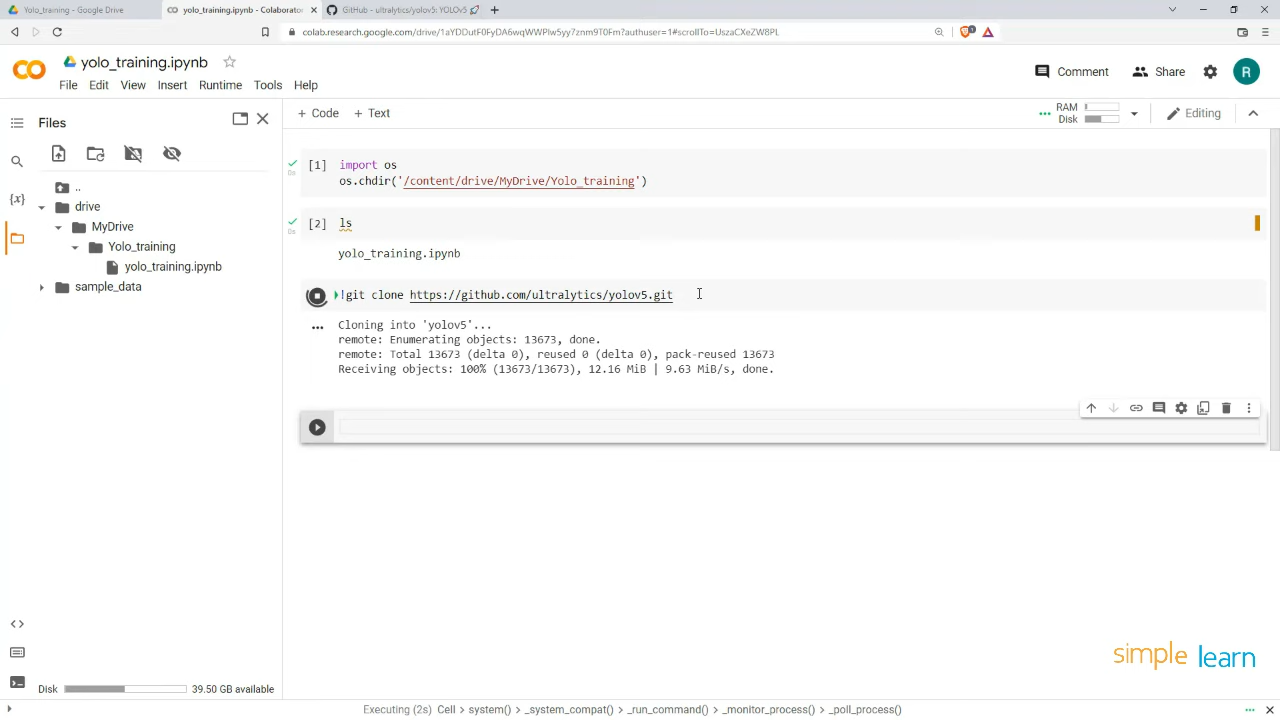 Yolo_training - Google Drive
yolo_training.ipynb - Colaborator
GitHub - ultralytics/yolov5: YOLOv5
colab.research.google.com/drive/1aYDDutF0FyDA6wqWWPlw5yy7znm9T0Fm?authuser=1#scrollTo=UszaCXeZW8PL
CO
yolo_training.ipynb
File Edit View Insert Runtime Tools Help
Comment
Share
R
Files
+ Code + Text
RAM
Disk
Editing
..
drive
MyDrive
Yolo_training
yolo_training.ipynb
sample_data
{x}
[1] import os
0s
os.chdir('/content/drive/MyDrive/Yolo_training')
[2] ls
0s
yolo_training.ipynb
!git clone https://github.com/ultralytics/yolov5.git
Cloning into 'yolov5'...
remote: Enumerating objects: 13673, done.
remote: Total 13673 (delta 0), reused 0 (delta 0), pack-reused 13673
Receiving objects: 100% (13673/13673), 12.16 MiB | 9.63 MiB/s, done.
simplelearn
Disk 39.50 GB available
Executing (2s) Cell > system() > _system_compat() > _run_command() > _monitor_process() > _poll_process()